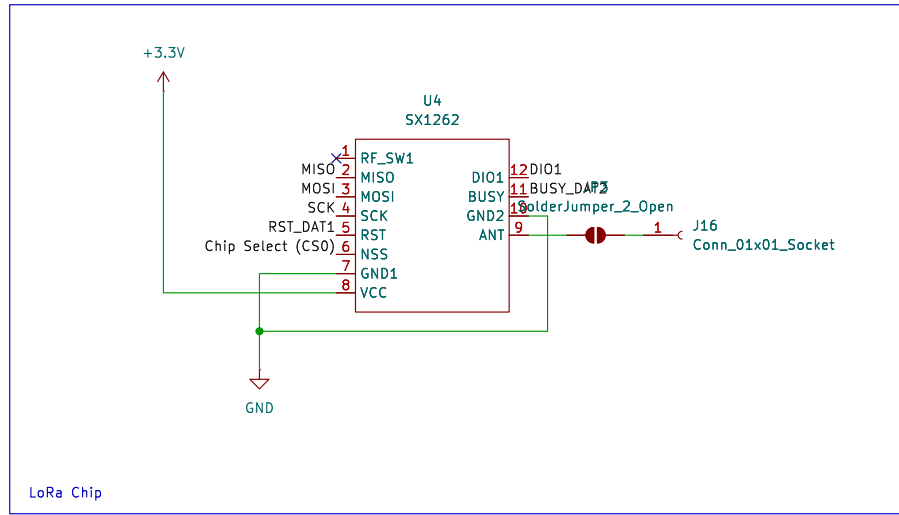 +3.3V
U4
SX1262
1 RF_SW1
MISO 2 MISO
MOSI 3 MOSI
SCK 4 SCK
RST_DAT1 5 RST
Chip Select (CS0) 6 NSS
7 GND1
8 VCC
DIO1 12 DIO1
BUSY 11 BUSY_DAT2
JP3
GND2 10
SolderJumper_2_Open
ANT 9
1 J16
Conn_01x01_Socket
GND
LoRa Chip